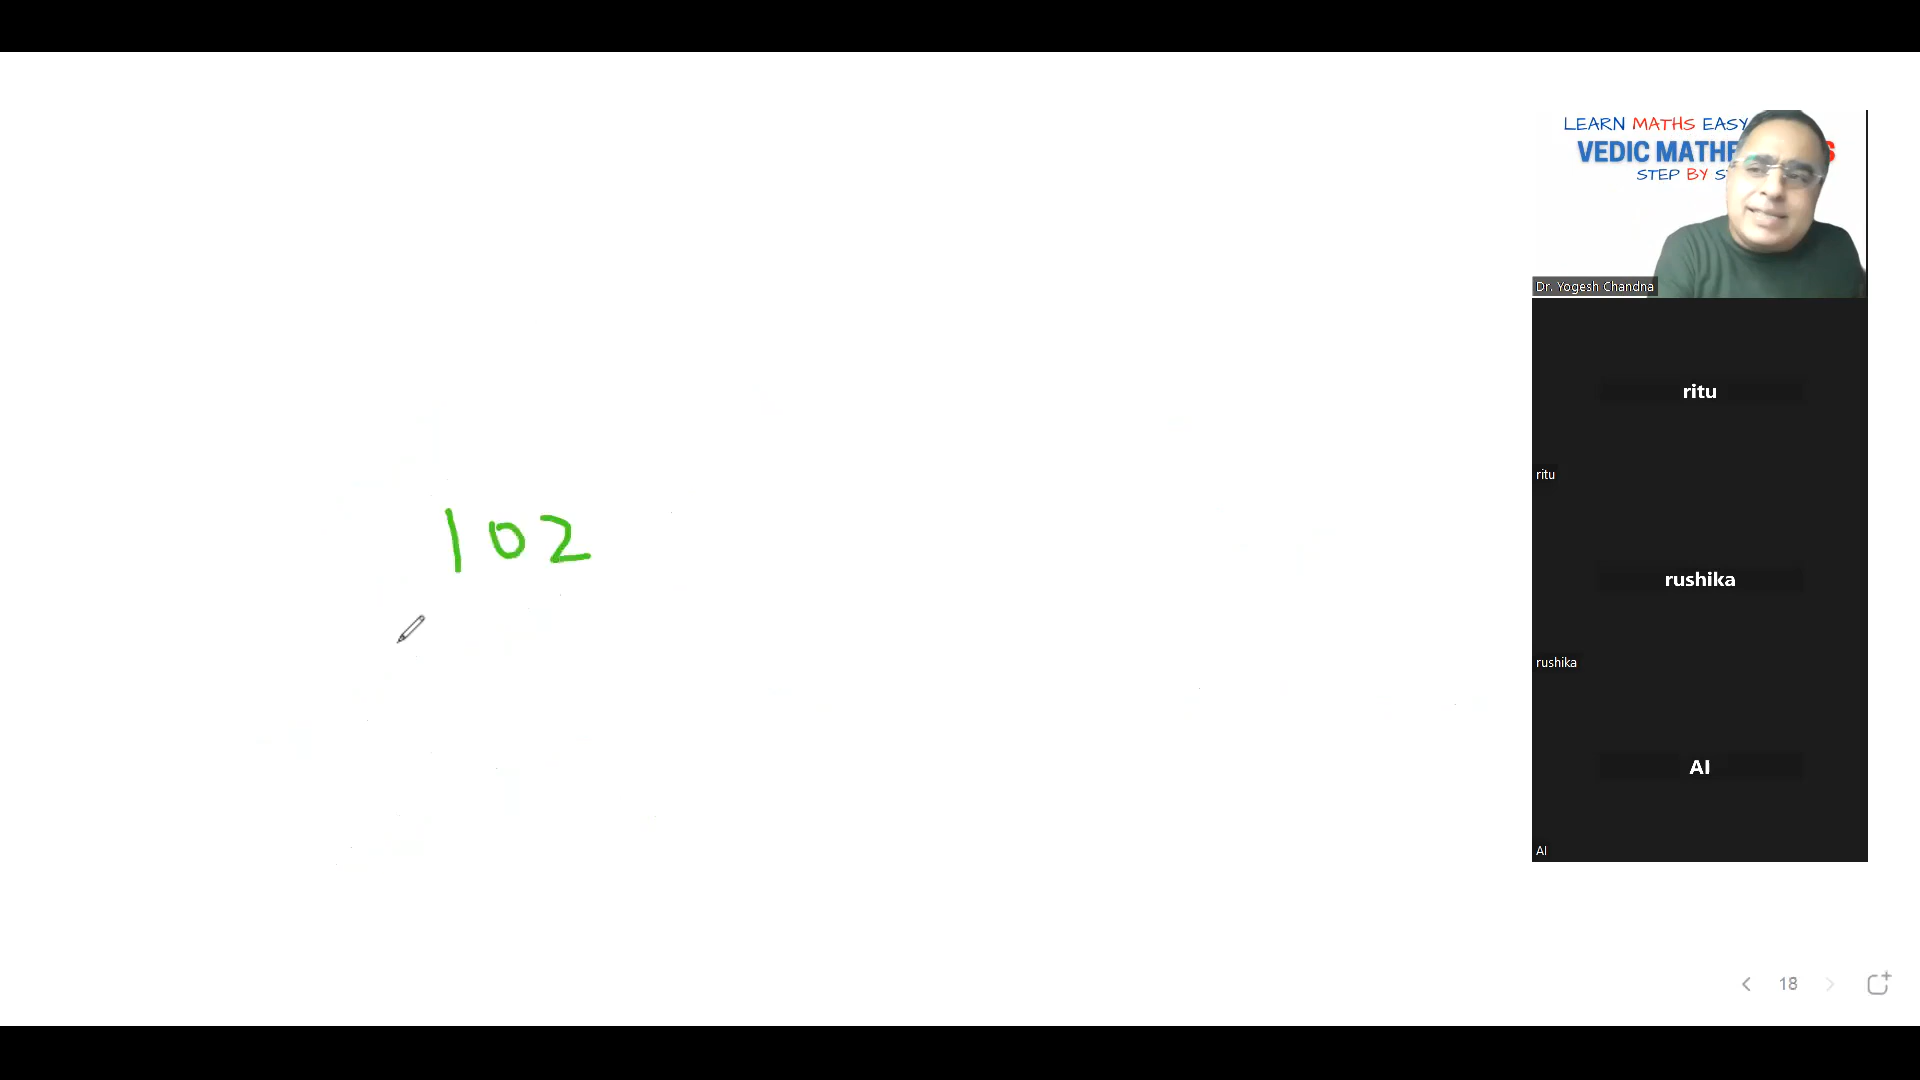 LEARN MATHS EASY
VEDIC MATHE S
STEP BY S
Dr. Yogesh Chandna
102
ritu
ritu
rushika
rushika
AI
AI
18